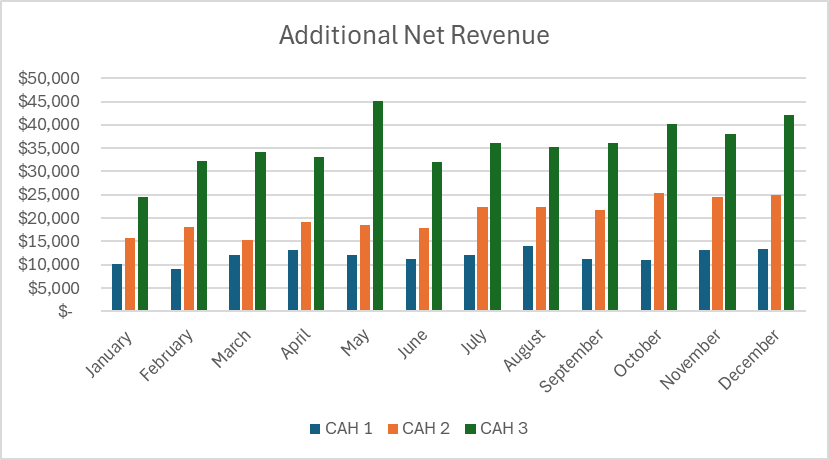 Additional Net Revenue
$50,000
$45,000
$40,000
$35,000
$30,000
$25,000
$20,000
$15,000
$10,000
$5,000
$-
January
February
March
April
May
June
July
August
September
October
November
December
CAH 1 CAH 2 CAH 3